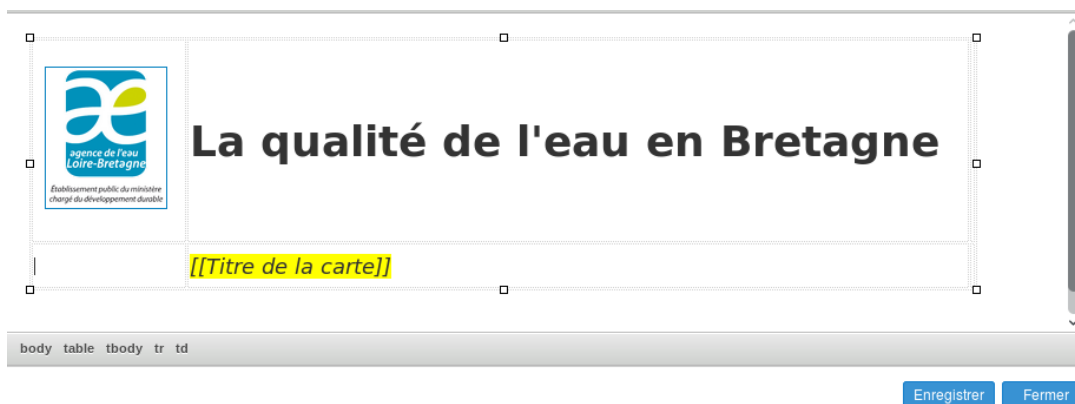 agence de l'eau
Loire-Bretagne
Établissement public du ministère
chargé du développement durable
La qualité de l'eau en Bretagne
[[Titre de la carte]]
body table tbody tr td
Enregistrer Fermer